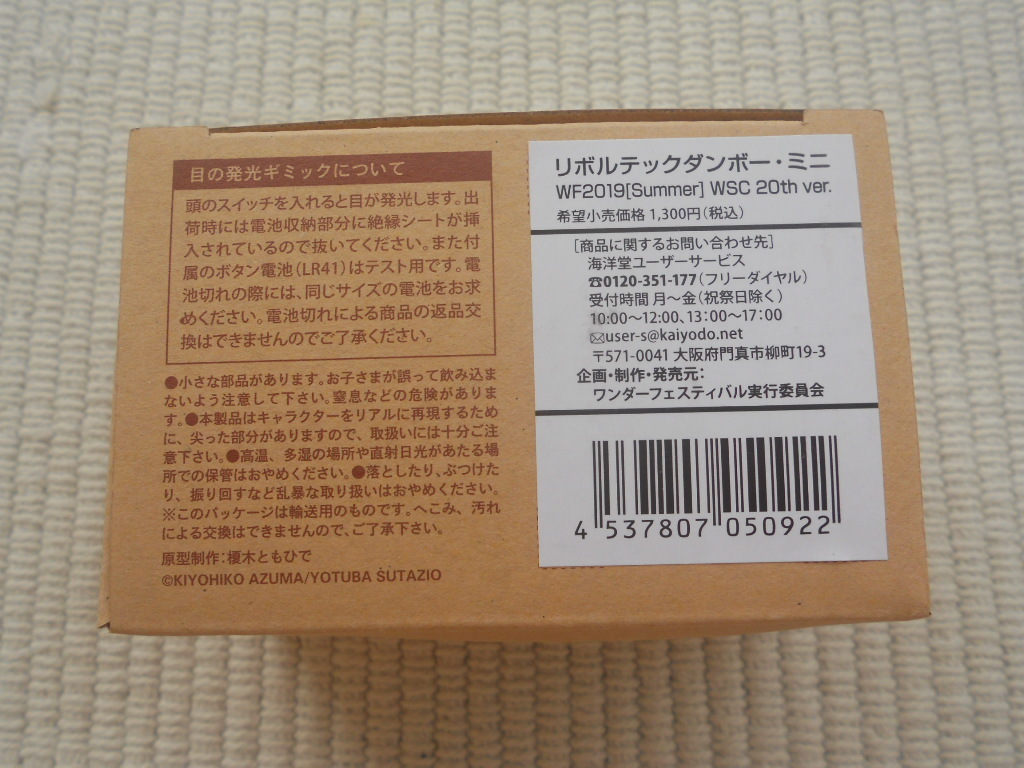 目の発光ギミックについて
頭のスイッチを入れると目が発光します。出
荷時には電池収納部分に絶縁シートが挿
入されているので抜いてください。また付
属のボタン電池（LR41）はテスト用です。電
池切れの際には、同じサイズの電池をお求
めください。電池切れによる商品の返品交
換はできませんのでご了承ください。
●小さな部品があります。お子さまが誤って飲み込ま
ないよう注意して下さい。窒息などの危険がありま
す。●本製品はキャラクターをリアルに再現するため
に、尖った部分がありますので、取扱いには十分ご注
意下さい。●高温、多湿の場所や直射日光があたる場
所での保管はおやめください。●落としたり、ぶつけた
り、振り回すなど乱暴な取り扱いはおやめください。
※このパッケージは輸送用のものです。へこみ、汚れ
による交換はできませんので、ご了承下さい。
原型制作：榎木ともひで
©KIYOHIKO AZUMA/YOTUBA SUTAZIO
リボルテックダンボー・ミニ
WF2019[Summer] WSC 20th ver.
希望小売価格 1,300円（税込）
［商品に関するお問い合わせ先］
海洋堂ユーザーサービス
☎0120-351-177（フリーダイヤル）
受付時間 月〜金（祝祭日除く）
10:00〜12:00、13:00〜17:00
✉user-s@kaiyodo.net
〒571-0041 大阪府門真市柳町19-3
企画・制作・発売元：
ワンダーフェスティバル実行委員会
4 537807 050922